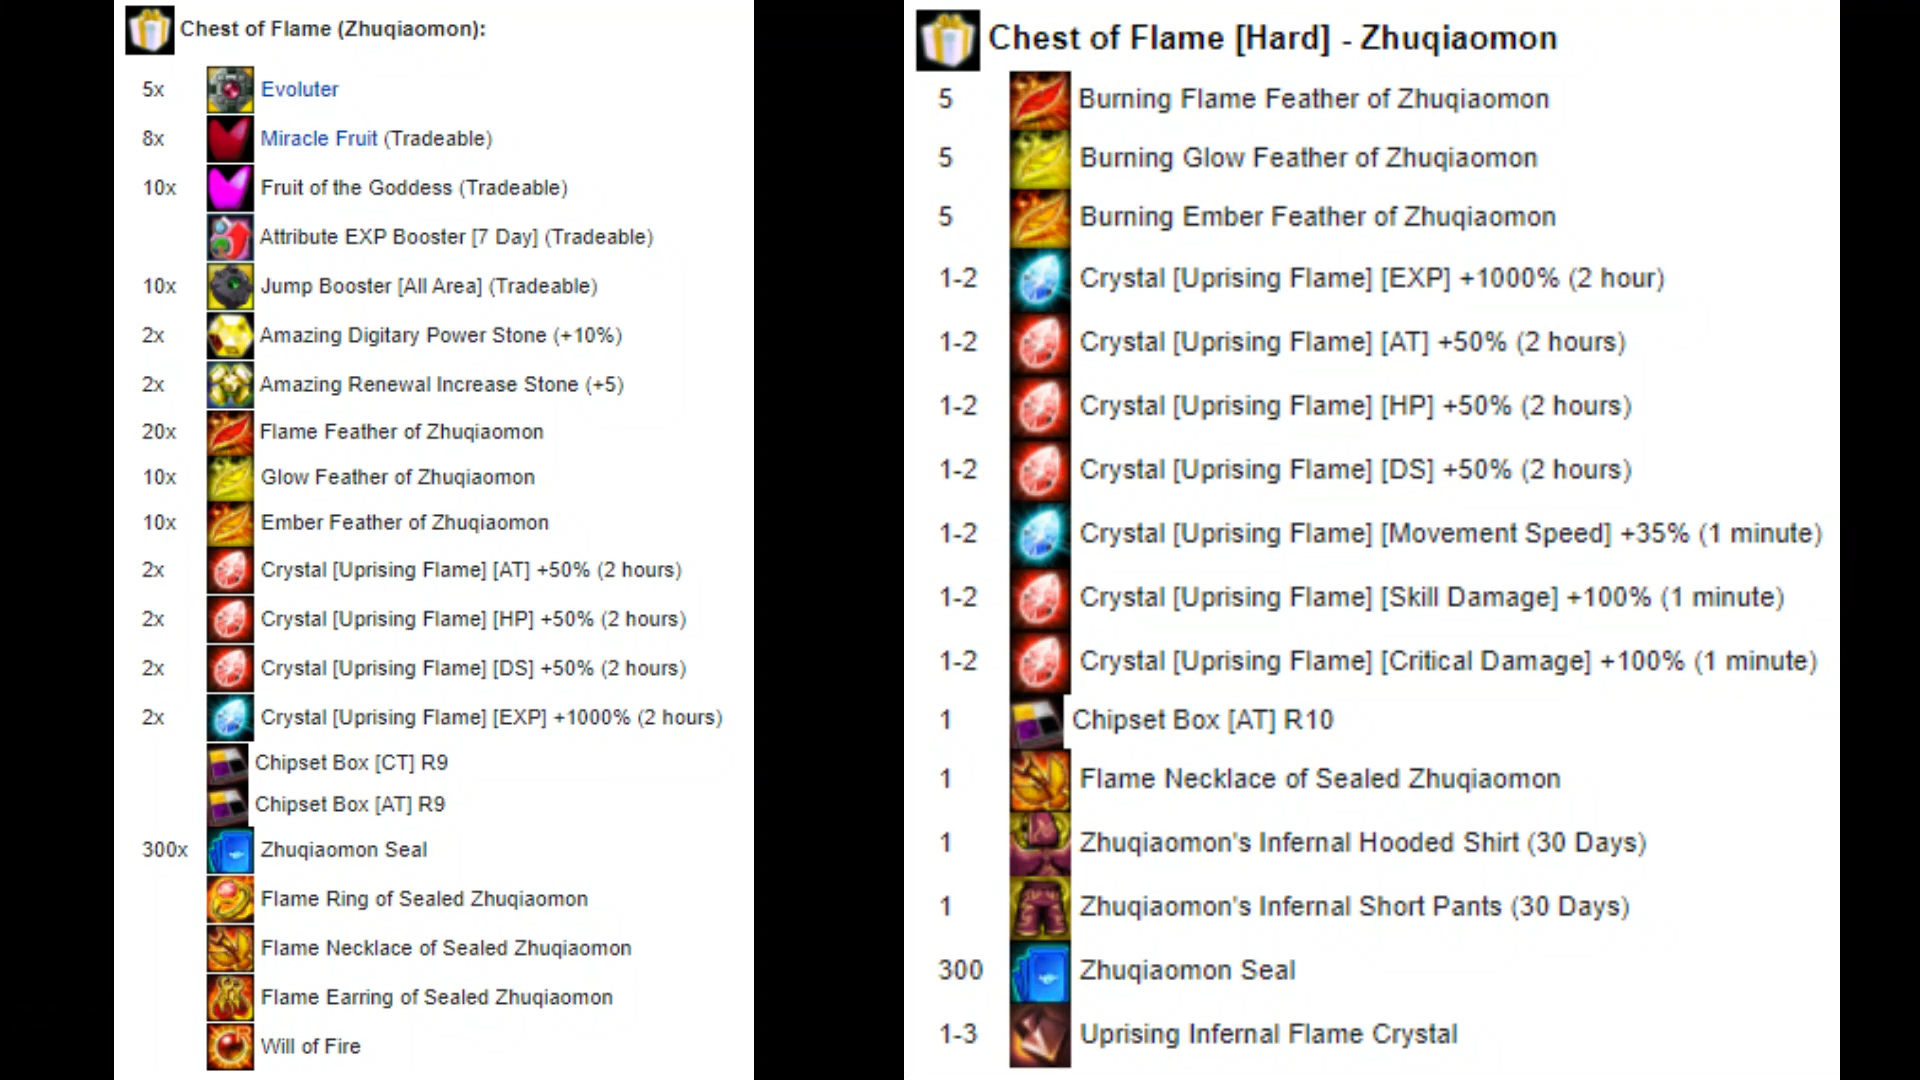 Chest of Flame (Zhuqiaomon):
5x Evoluter
8x Miracle Fruit (Tradeable)
10x Fruit of the Goddess (Tradeable)
Attribute EXP Booster [7 Day] (Tradeable)
10x Jump Booster [All Area] (Tradeable)
2x Amazing Digitary Power Stone (+10%)
2x Amazing Renewal Increase Stone (+5)
20x Flame Feather of Zhuqiaomon
10x Glow Feather of Zhuqiaomon
10x Ember Feather of Zhuqiaomon
2x Crystal [Uprising Flame] [AT] +50% (2 hours)
2x Crystal [Uprising Flame] [HP] +50% (2 hours)
2x Crystal [Uprising Flame] [DS] +50% (2 hours)
2x Crystal [Uprising Flame] [EXP] +1000% (2 hours)
Chipset Box [CT] R9
Chipset Box [AT] R9
300x Zhuqiaomon Seal
Flame Ring of Sealed Zhuqiaomon
Flame Necklace of Sealed Zhuqiaomon
Flame Earring of Sealed Zhuqiaomon
Will of Fire
Chest of Flame [Hard] - Zhuqiaomon
5 Burning Flame Feather of Zhuqiaomon
5 Burning Glow Feather of Zhuqiaomon
5 Burning Ember Feather of Zhuqiaomon
1-2 Crystal [Uprising Flame] [EXP] +1000% (2 hour)
1-2 Crystal [Uprising Flame] [AT] +50% (2 hours)
1-2 Crystal [Uprising Flame] [HP] +50% (2 hours)
1-2 Crystal [Uprising Flame] [DS] +50% (2 hours)
1-2 Crystal [Uprising Flame] [Movement Speed] +35% (1 minute)
1-2 Crystal [Uprising Flame] [Skill Damage] +100% (1 minute)
1-2 Crystal [Uprising Flame] [Critical Damage] +100% (1 minute)
1 Chipset Box [AT] R10
1 Flame Necklace of Sealed Zhuqiaomon
1 Zhuqiaomon's Infernal Hooded Shirt (30 Days)
1 Zhuqiaomon's Infernal Short Pants (30 Days)
300 Zhuqiaomon Seal
1-3 Uprising Infernal Flame Crystal